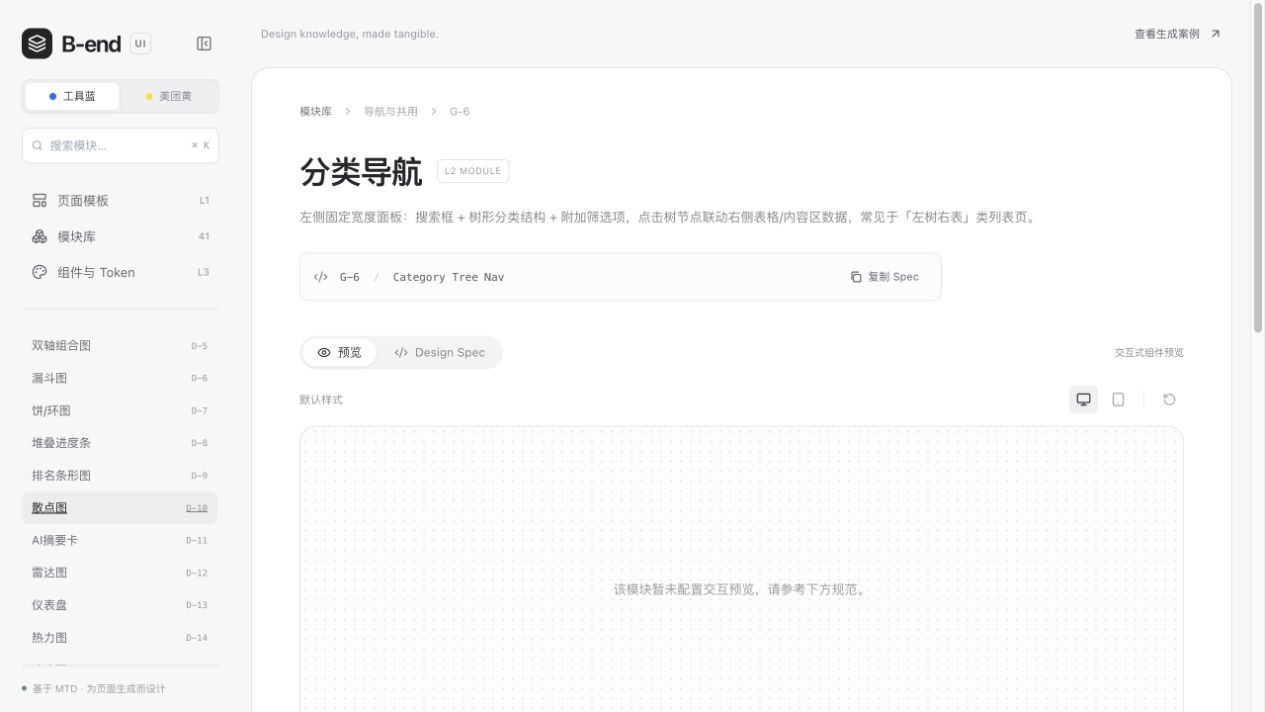 B-end UI
工具蓝
美团黄
搜索模块... ⌘ K
页面模板 L1
模块库 41
组件与 Token L3
双轴组合图 D-5
漏斗图 D-6
饼/环图 D-7
堆叠进度条 D-8
排名条形图 D-9
散点图 D-10
AI摘要卡 D-11
雷达图 D-12
仪表盘 D-13
热力图 D-14
基于 MTD · 为页面生成而设计
Design knowledge, made tangible.
查看生成案例
模块库 > 导航与共用 > G-6
分类导航 L2 MODULE
左侧固定宽度面板：搜索框 + 树形分类结构 + 附加筛选项，点击树节点联动右侧表格/内容区数据，常见于「左树右表」类列表页。
</> G-6 / Category Tree Nav 复制 Spec
预览 </> Design Spec 交互式组件预览
默认样式
该模块暂未配置交互预览，请参考下方规范。